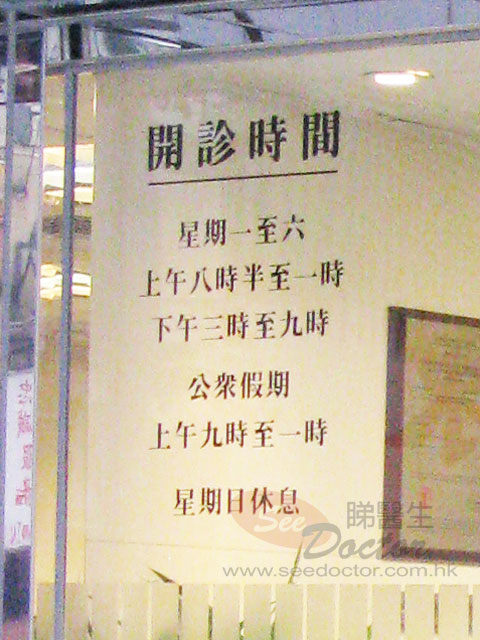 開診時間
星期一至六
上午八時半至一時
下午三時至九時
公衆假期
上午九時至一時
星期日休息
See 睇醫生
Doctor
www.seedoctor.com.hk